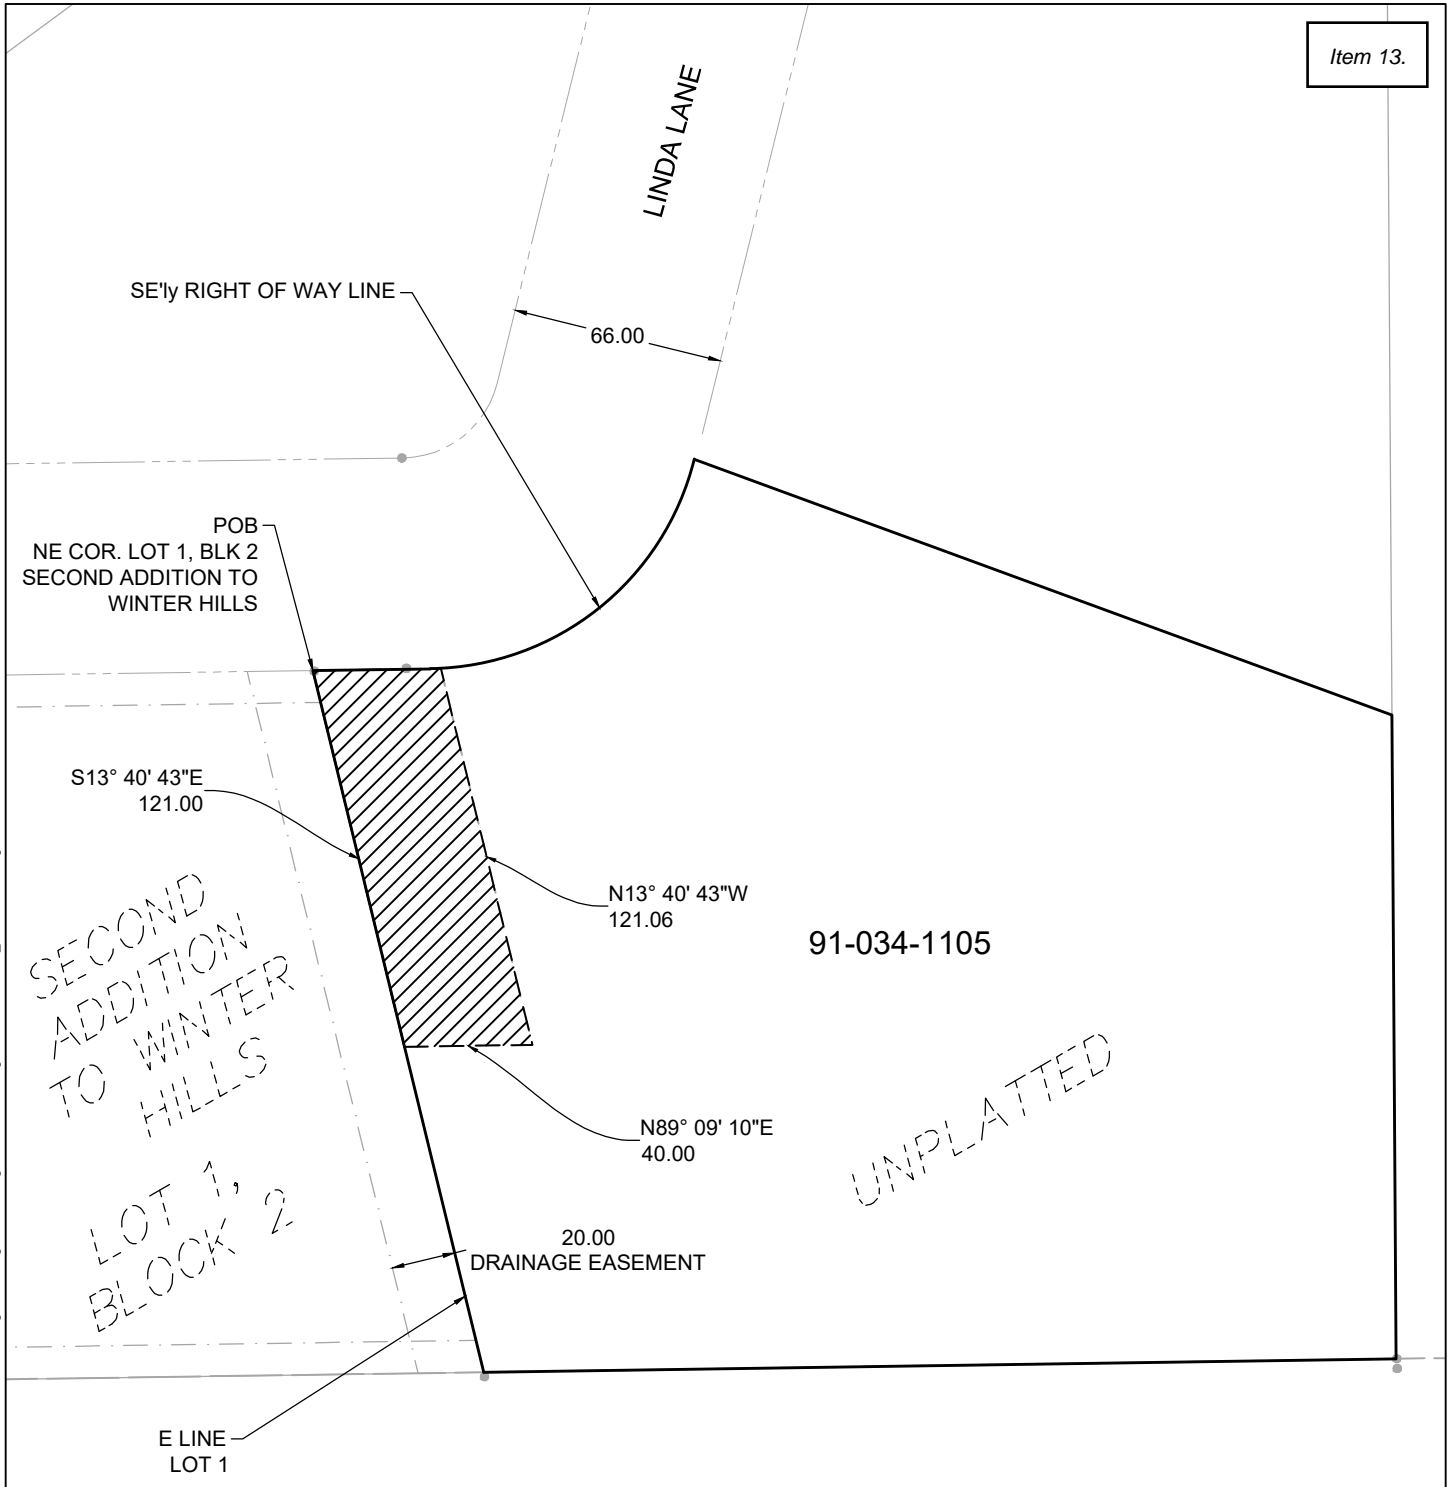 Item 13.
LINDA LANE
SE'ly RIGHT OF WAY LINE
66.00
POB
NE COR. LOT 1, BLK 2
SECOND ADDITION TO
WINTER HILLS
S13° 40' 43"E
121.00
N13° 40' 43"W
121.06
91-034-1105
SECOND
ADDITION
TO WINTER
HILLS
LOT 1,
BLOCK 2
N89° 09' 10"E
40.00
UNPLATTED
20.00
DRAINAGE EASEMENT
E LINE
LOT 1